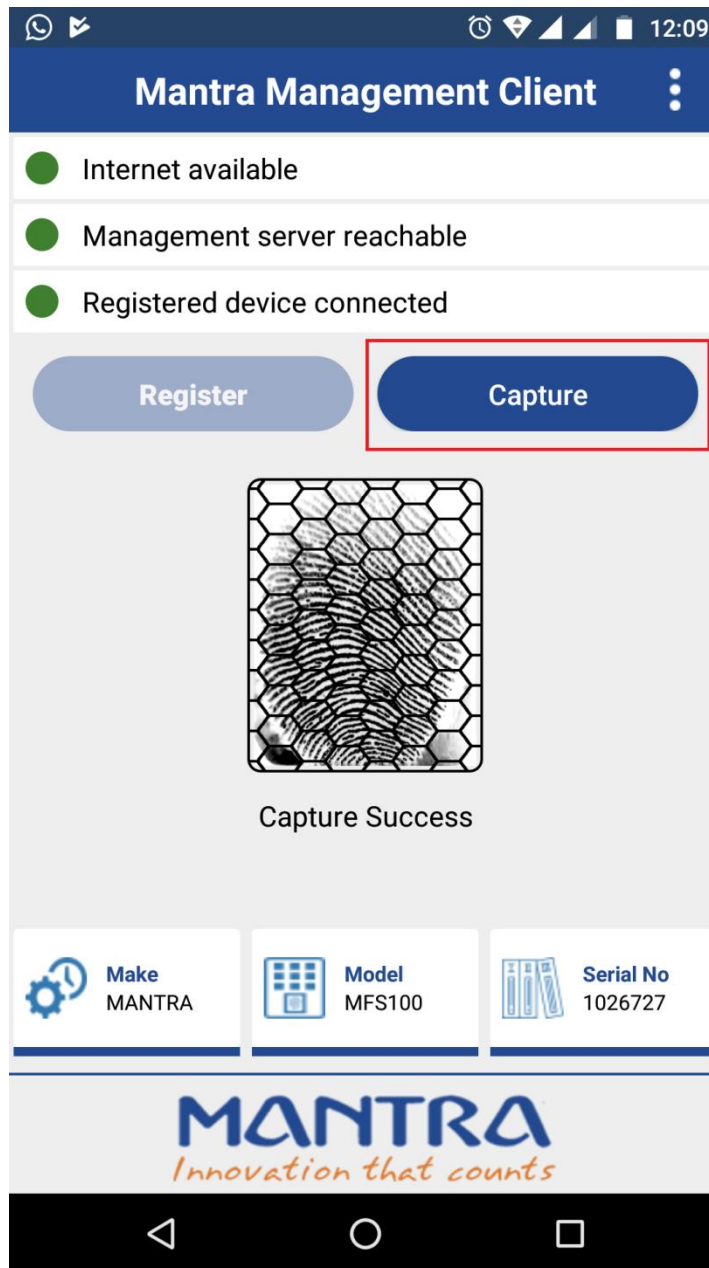 12:09
Mantra Management Client
Internet available
Management server reachable
Registered device connected
Register
Capture
Capture Success
Make
MANTRA
Model
MFS100
Serial No
1026727
MANTRA
Innovation that counts